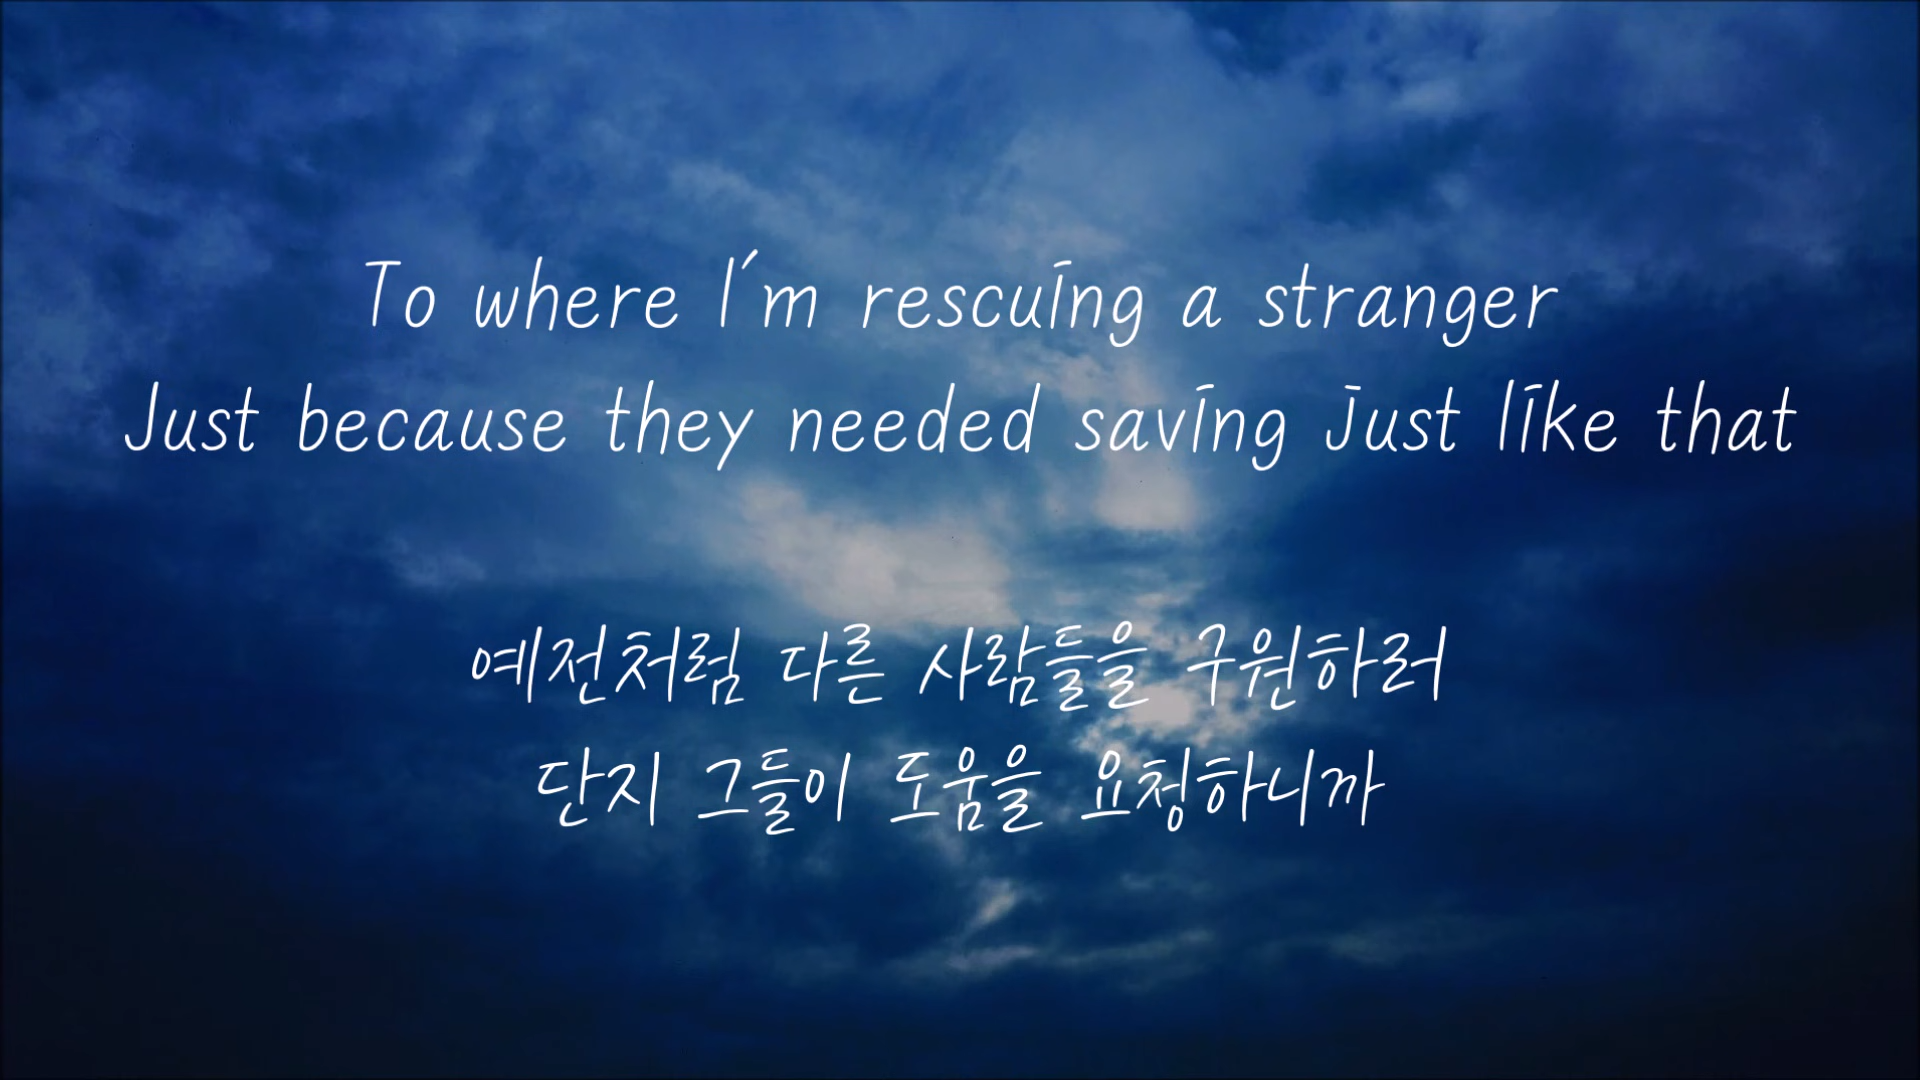 To where I'm rescuing a stranger
Just because they needed saving just like that
예전처럼 다른 사람들을 구원하러
단지 그들이 도움을 요청하니까